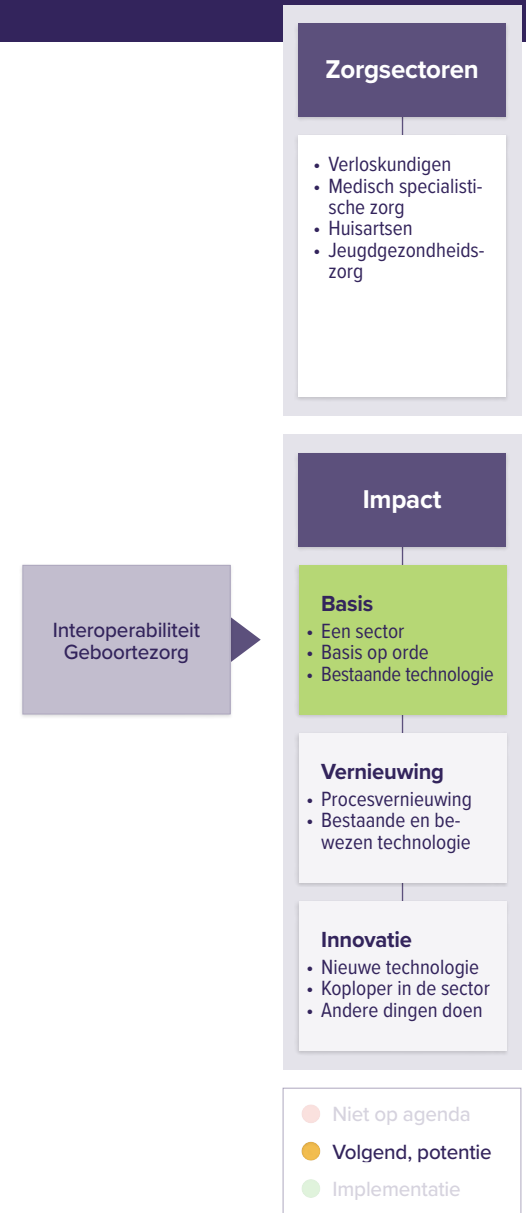 Zorgsectoren
• Verloskundigen
• Medisch specialisti-
sche zorg
• Huisartsen
• Jeugdgezondheids-
zorg
Impact
Interoperabiliteit
Geboortezorg
Basis
• Een sector
• Basis op orde
• Bestaande technologie
Vernieuwing
• Procesvernieuwing
• Bestaande en be-
wezen technologie
Innovatie
• Nieuwe technologie
• Koploper in de sector
• Andere dingen doen
Niet op agenda
Volgend, potentie
Implementatie